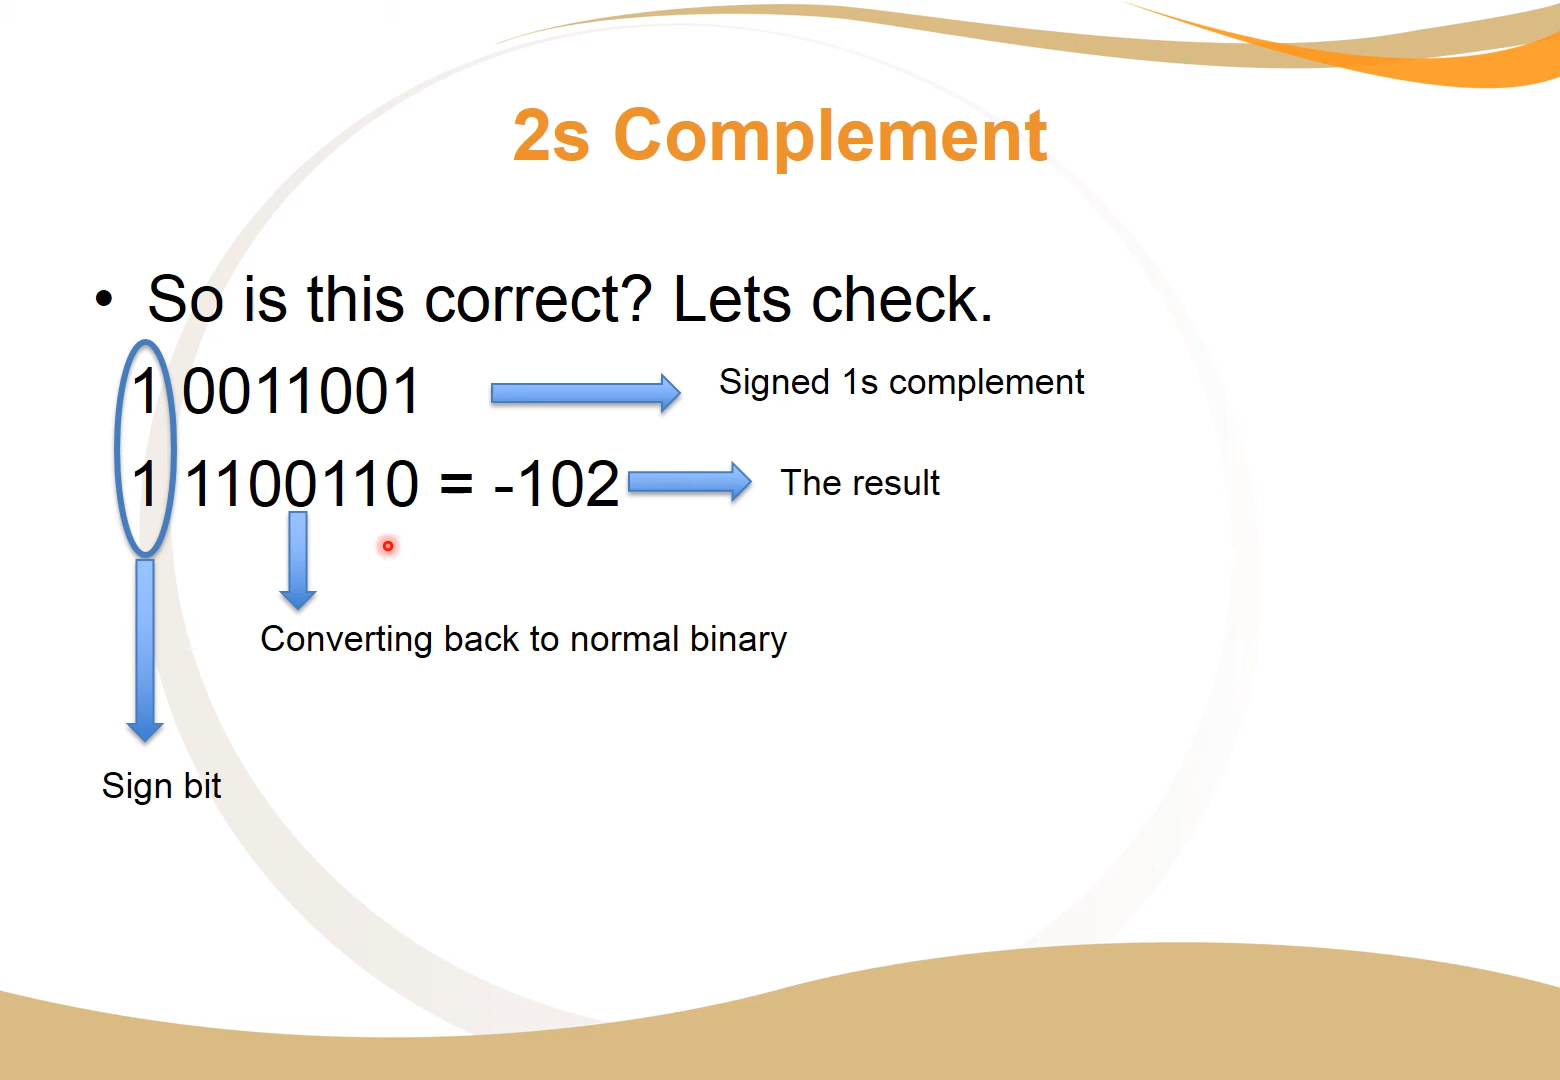 2s Complement
• So is this correct? Lets check.
1 0011001
Signed 1s complement
1 1100110 = -102
The result
Converting back to normal binary
Sign bit